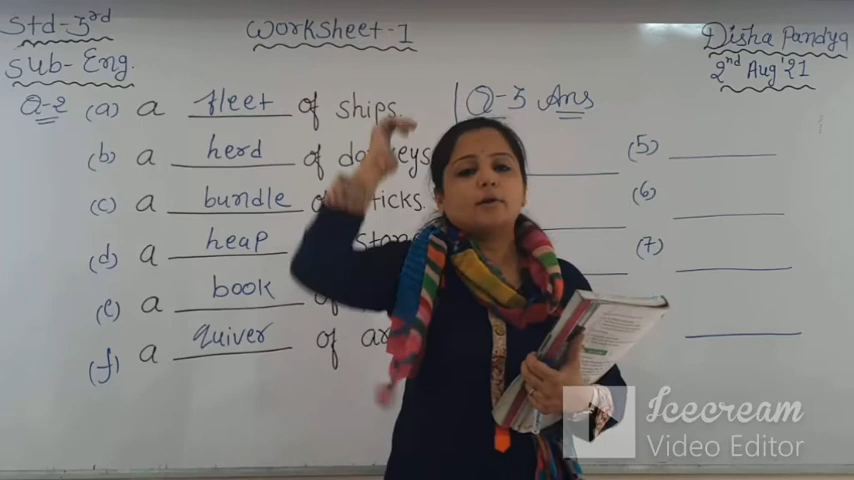 Std-3rd
Sub-Eng.
Worksheet-1
Disha Pandya
2nd Aug'21
Q-2 (a) a fleet of ships.
(b) a herd of donkeys
(c) a bundle of sticks.
(d) a heap
(e) a book of
(f) a quiver of
Q-3 Ans
(5)
(6)
(7)
Icecream
Video Editor